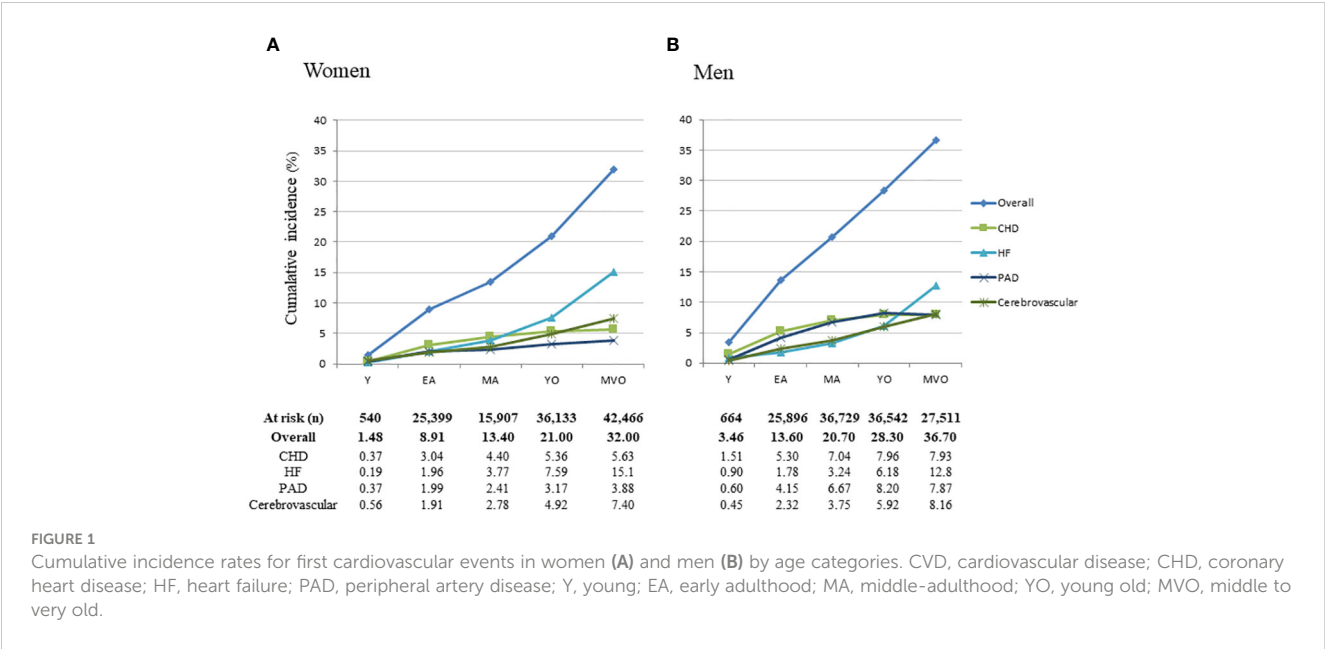 A
Women
Cumalative incidence (%)
40
35
30
25
20
15
10
5
0
Y EA MA YO MVO
At risk (n) 540 25,399 15,907 36,133 42,466
Overall 1.48 8.91 13.40 21.00 32.00
CHD 0.37 3.04 4.40 5.36 5.63
HF 0.19 1.96 3.77 7.59 15.1
PAD 0.37 1.99 2.41 3.17 3.88
Cerebrovascular 0.56 1.91 2.78 4.92 7.40
B
Men
40
35
30
25
20
15
10
5
0
Y EA MA YO MVO
664 25,896 36,729 36,542 27,511
3.46 13.60 20.70 28.30 36.70
1.51 5.30 7.04 7.96 7.93
0.90 1.78 3.24 6.18 12.8
0.60 4.15 6.67 8.20 7.87
0.45 2.32 3.75 5.92 8.16
Overall
CHD
HF
PAD
Cerebrovascular
FIGURE 1
Cumulative incidence rates for first cardiovascular events in women (A) and men (B) by age categories. CVD, cardiovascular disease; CHD, coronary
heart disease; HF, heart failure; PAD, peripheral artery disease; Y, young; EA, early adulthood; MA, middle-adulthood; YO, young old; MVO, middle to
very old.